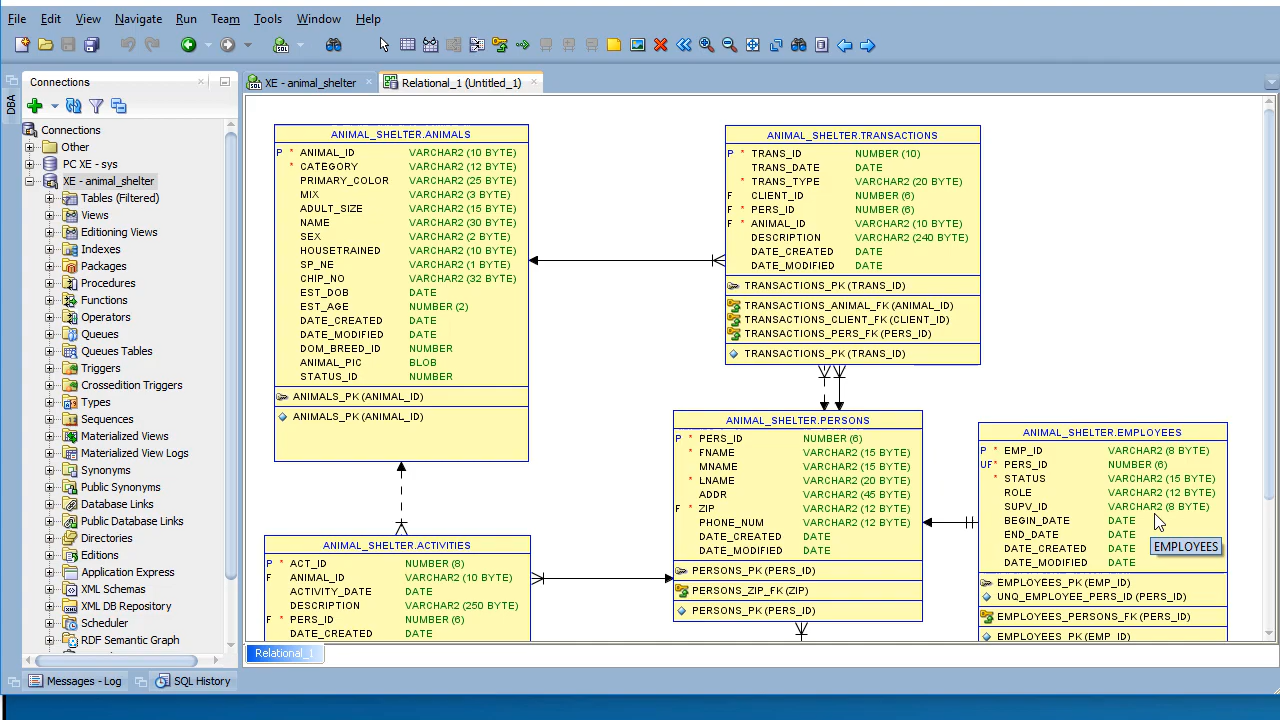 File Edit View Navigate Run Team Tools Window Help
Connections
XE - animal_shelter
Relational_1 (Untitled_1)
DBA
Connections
Other
PC XE - sys
XE - animal_shelter
Tables (Filtered)
Views
Editioning Views
Indexes
Packages
Procedures
Functions
Operators
Queues
Queues Tables
Triggers
Crossedition Triggers
Types
Sequences
Materialized Views
Materialized View Logs
Synonyms
Public Synonyms
Database Links
Public Database Links
Directories
Editions
Application Express
XML Schemas
XML DB Repository
Scheduler
RDF Semantic Graph
ANIMAL_SHELTER.ANIMALS
P * ANIMAL_ID VARCHAR2 (10 BYTE)
* CATEGORY VARCHAR2 (12 BYTE)
PRIMARY_COLOR VARCHAR2 (25 BYTE)
MIX VARCHAR2 (3 BYTE)
ADULT_SIZE VARCHAR2 (15 BYTE)
NAME VARCHAR2 (30 BYTE)
SEX VARCHAR2 (2 BYTE)
HOUSETRAINED VARCHAR2 (10 BYTE)
SP_NE VARCHAR2 (1 BYTE)
CHIP_NO VARCHAR2 (32 BYTE)
EST_DOB DATE
EST_AGE NUMBER (2)
DATE_CREATED DATE
DATE_MODIFIED DATE
DOM_BREED_ID NUMBER
ANIMAL_PIC BLOB
STATUS_ID NUMBER
ANIMALS_PK (ANIMAL_ID)
ANIMALS_PK (ANIMAL_ID)
ANIMAL_SHELTER.TRANSACTIONS
P * TRANS_ID NUMBER (10)
TRANS_DATE DATE
* TRANS_TYPE VARCHAR2 (20 BYTE)
F CLIENT_ID NUMBER (6)
F * PERS_ID NUMBER (6)
F * ANIMAL_ID VARCHAR2 (10 BYTE)
DESCRIPTION VARCHAR2 (240 BYTE)
DATE_CREATED DATE
DATE_MODIFIED DATE
TRANSACTIONS_PK (TRANS_ID)
TRANSACTIONS_ANIMAL_FK (ANIMAL_ID)
TRANSACTIONS_CLIENT_FK (CLIENT_ID)
TRANSACTIONS_PERS_FK (PERS_ID)
TRANSACTIONS_PK (TRANS_ID)
ANIMAL_SHELTER.PERSONS
P * PERS_ID NUMBER (6)
* FNAME VARCHAR2 (15 BYTE)
MNAME VARCHAR2 (15 BYTE)
* LNAME VARCHAR2 (20 BYTE)
ADDR VARCHAR2 (45 BYTE)
F * ZIP VARCHAR2 (12 BYTE)
PHONE_NUM VARCHAR2 (12 BYTE)
DATE_CREATED DATE
DATE_MODIFIED DATE
PERSONS_PK (PERS_ID)
PERSONS_ZIP_FK (ZIP)
PERSONS_PK (PERS_ID)
ANIMAL_SHELTER.EMPLOYEES
P * EMP_ID VARCHAR2 (8 BYTE)
UF * PERS_ID NUMBER (6)
* STATUS VARCHAR2 (15 BYTE)
ROLE VARCHAR2 (12 BYTE)
SUPV_ID VARCHAR2 (8 BYTE)
BEGIN_DATE DATE
END_DATE DATE
DATE_CREATED DATE
DATE_MODIFIED DATE
EMPLOYEES
EMPLOYEES_PK (EMP_ID)
UNQ_EMPLOYEE_PERS_ID (PERS_ID)
EMPLOYEES_PERSONS_FK (PERS_ID)
EMPLOYEES_PK (EMP_ID)
ANIMAL_SHELTER.ACTIVITIES
P * ACT_ID NUMBER (8)
F ANIMAL_ID VARCHAR2 (10 BYTE)
ACTIVITY_DATE DATE
DESCRIPTION VARCHAR2 (250 BYTE)
F * PERS_ID NUMBER (6)
DATE_CREATED DATE
Relational_1
Messages - Log
SQL History